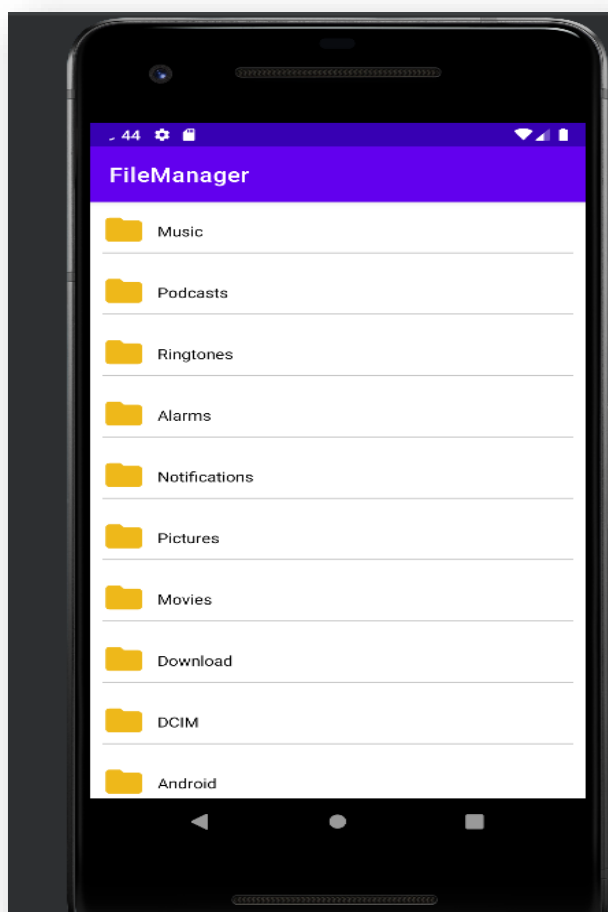 44
FileManager
Music
Podcasts
Ringtones
Alarms
Notifications
Pictures
Movies
Download
DCIM
Android